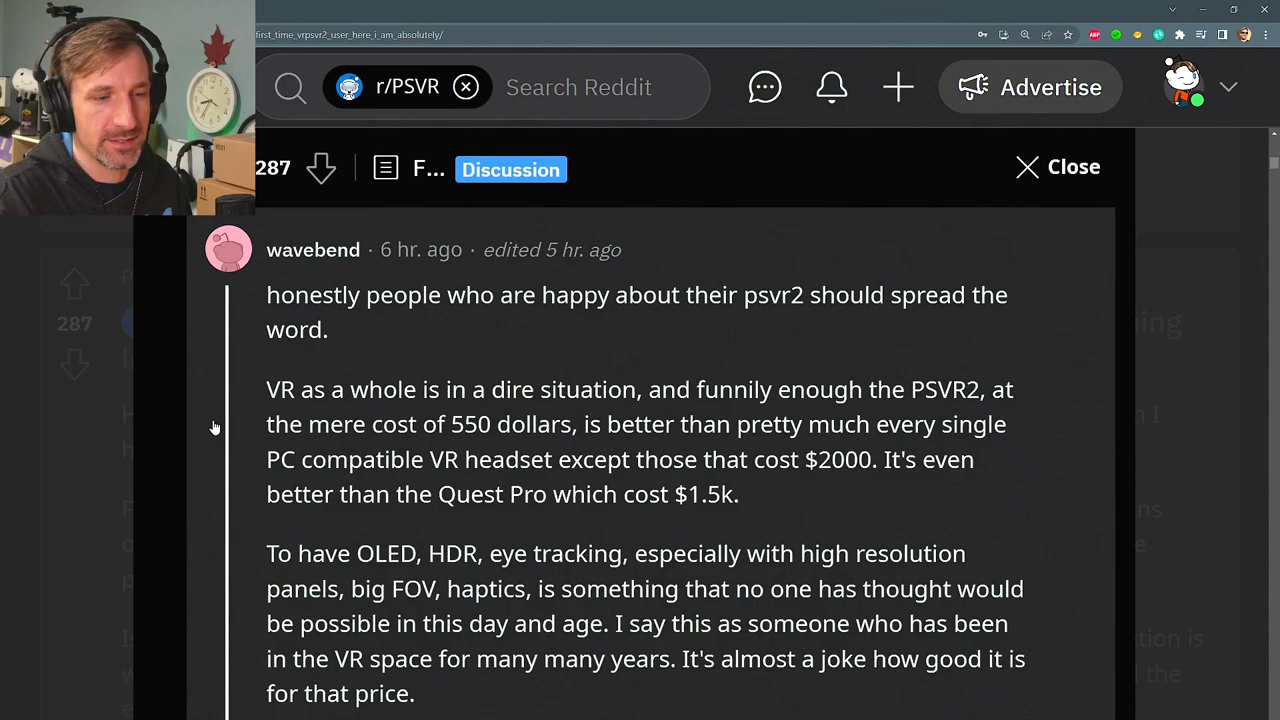 first_time_vrpsvr2_user_here_i_am_absolutely/
ABP
r/PSVR
Search Reddit
Advertise
287
F...
Discussion
Close
wavebend · 6 hr. ago · edited 5 hr. ago
honestly people who are happy about their psvr2 should spread the
word.
VR as a whole is in a dire situation, and funnily enough the PSVR2, at
the mere cost of 550 dollars, is better than pretty much every single
PC compatible VR headset except those that cost $2000. It's even
better than the Quest Pro which cost $1.5k.
To have OLED, HDR, eye tracking, especially with high resolution
panels, big FOV, haptics, is something that no one has thought would
be possible in this day and age. I say this as someone who has been
in the VR space for many many years. It's almost a joke how good it is
for that price.
287